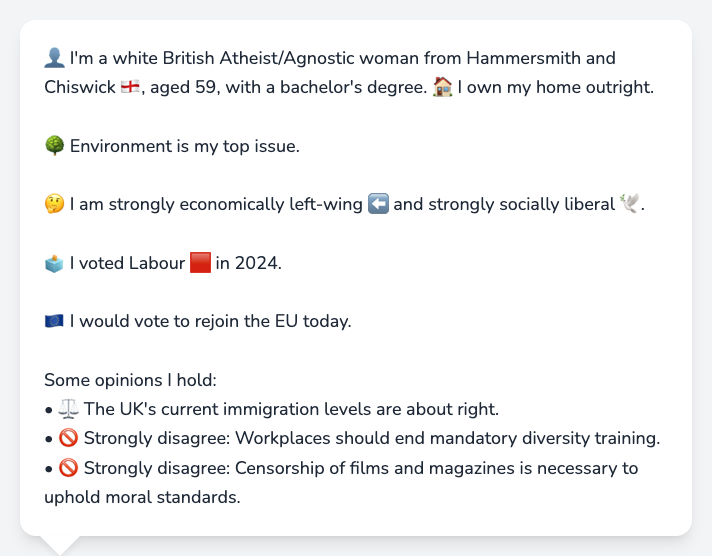 👤 I'm a white British Atheist/Agnostic woman from Hammersmith and
Chiswick 🏴󠁧󠁢󠁥󠁮󠁧󠁿, aged 59, with a bachelor's degree. 🏠 I own my home outright.
🌳 Environment is my top issue.
🤔 I am strongly economically left-wing ⬅️ and strongly socially liberal 🕊️.
🗳️ I voted Labour 🟥 in 2024.
🇪🇺 I would vote to rejoin the EU today.
Some opinions I hold:
• ⚖️ The UK's current immigration levels are about right.
• 🚫 Strongly disagree: Workplaces should end mandatory diversity training.
• 🚫 Strongly disagree: Censorship of films and magazines is necessary to
uphold moral standards.